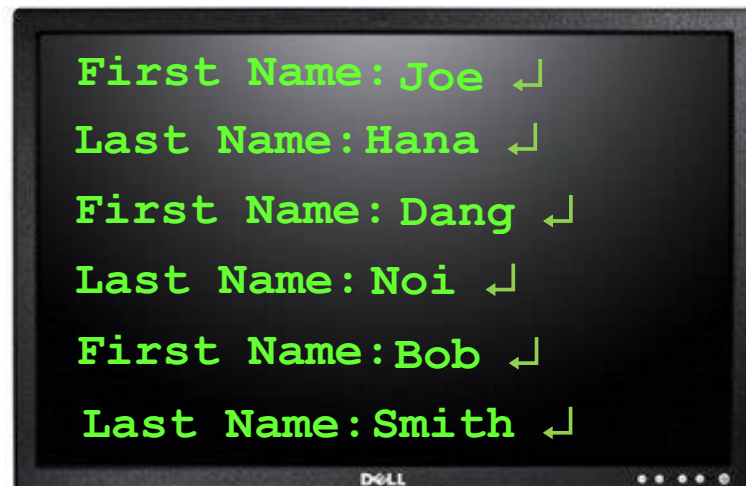 First Name: Joe ↵
Last Name: Hana ↵
First Name: Dang ↵
Last Name: Noi ↵
First Name: Bob ↵
Last Name: Smith ↵
DELL